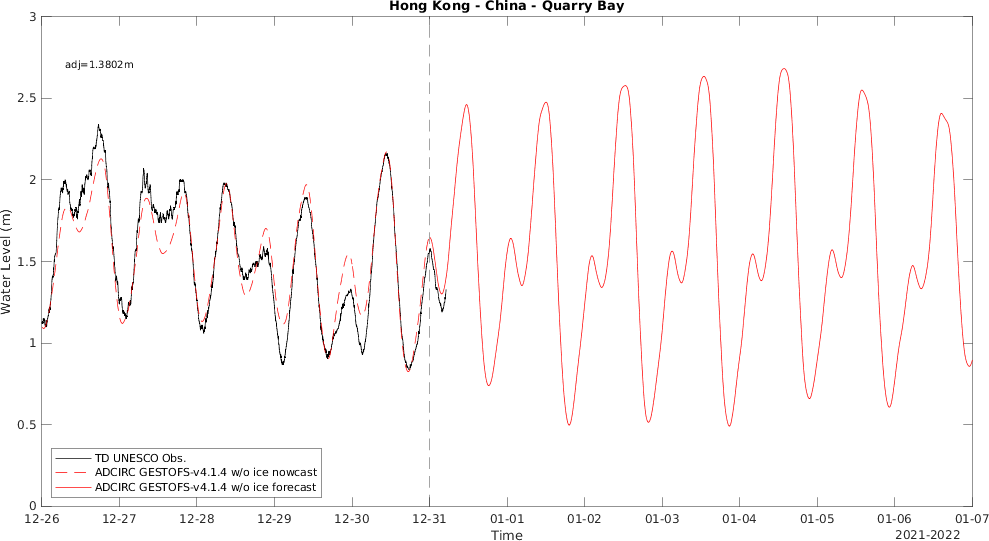 Hong Kong - China - Quarry Bay
adj=1.3802m
Water Level (m)
3
2.5
2
1.5
1
0.5
0
TD UNESCO Obs.
ADCIRC GESTOFS-v4.1.4 w/o ice nowcast
ADCIRC GESTOFS-v4.1.4 w/o ice forecast
12-26 12-27 12-28 12-29 12-30 12-31 01-01 01-02 01-03 01-04 01-05 01-06 01-07
Time
2021-2022